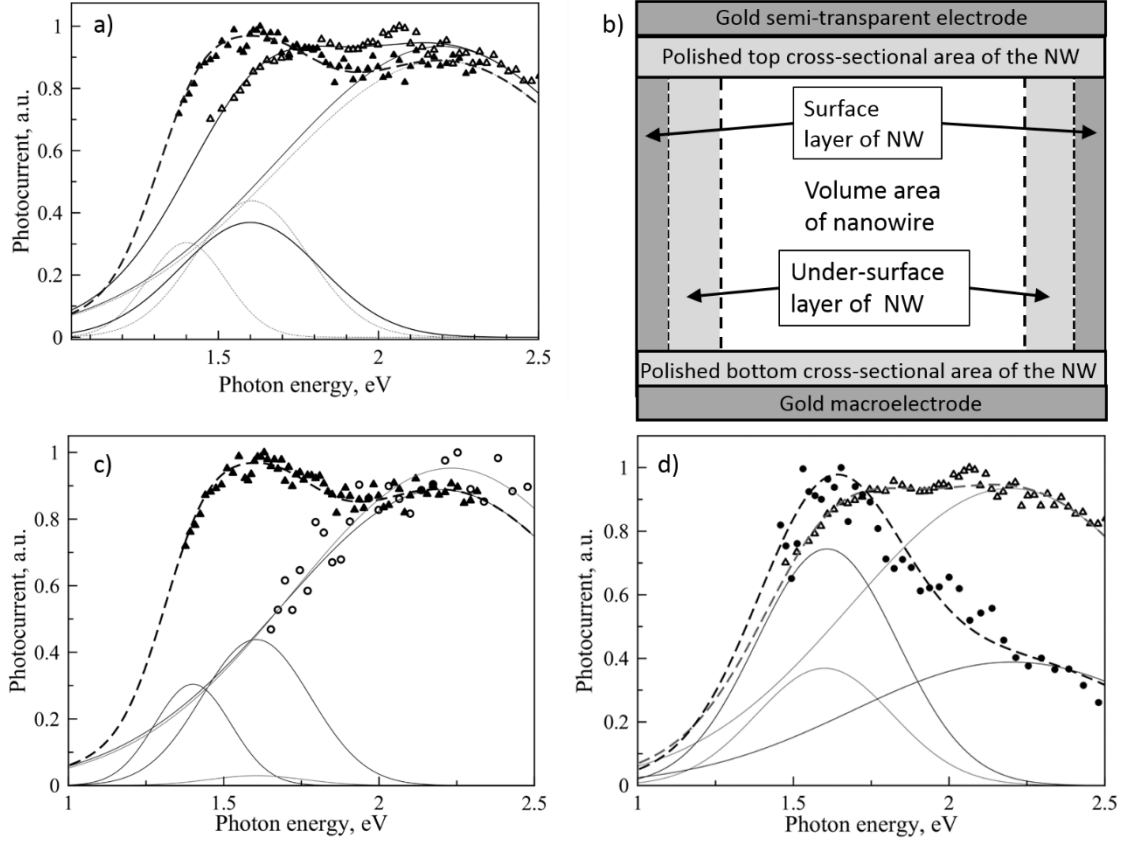 a)
Photocurrent, a.u.
1
0.8
0.6
0.4
0.2
0
1.5
2
2.5
Photon energy, eV
b)
Gold semi-transparent electrode
Polished top cross-sectional area of the NW
Surface
layer of NW
Volume area
of nanowire
Under-surface
layer of NW
Polished bottom cross-sectional area of the NW
Gold macroelectrode
c)
Photocurrent, a.u.
1
0.8
0.6
0.4
0.2
0
1
1.5
2
2.5
Photon energy, eV
d)
Photocurrent, a.u.
1
0.8
0.6
0.4
0.2
0
1
1.5
2
2.5
Photon energy, eV